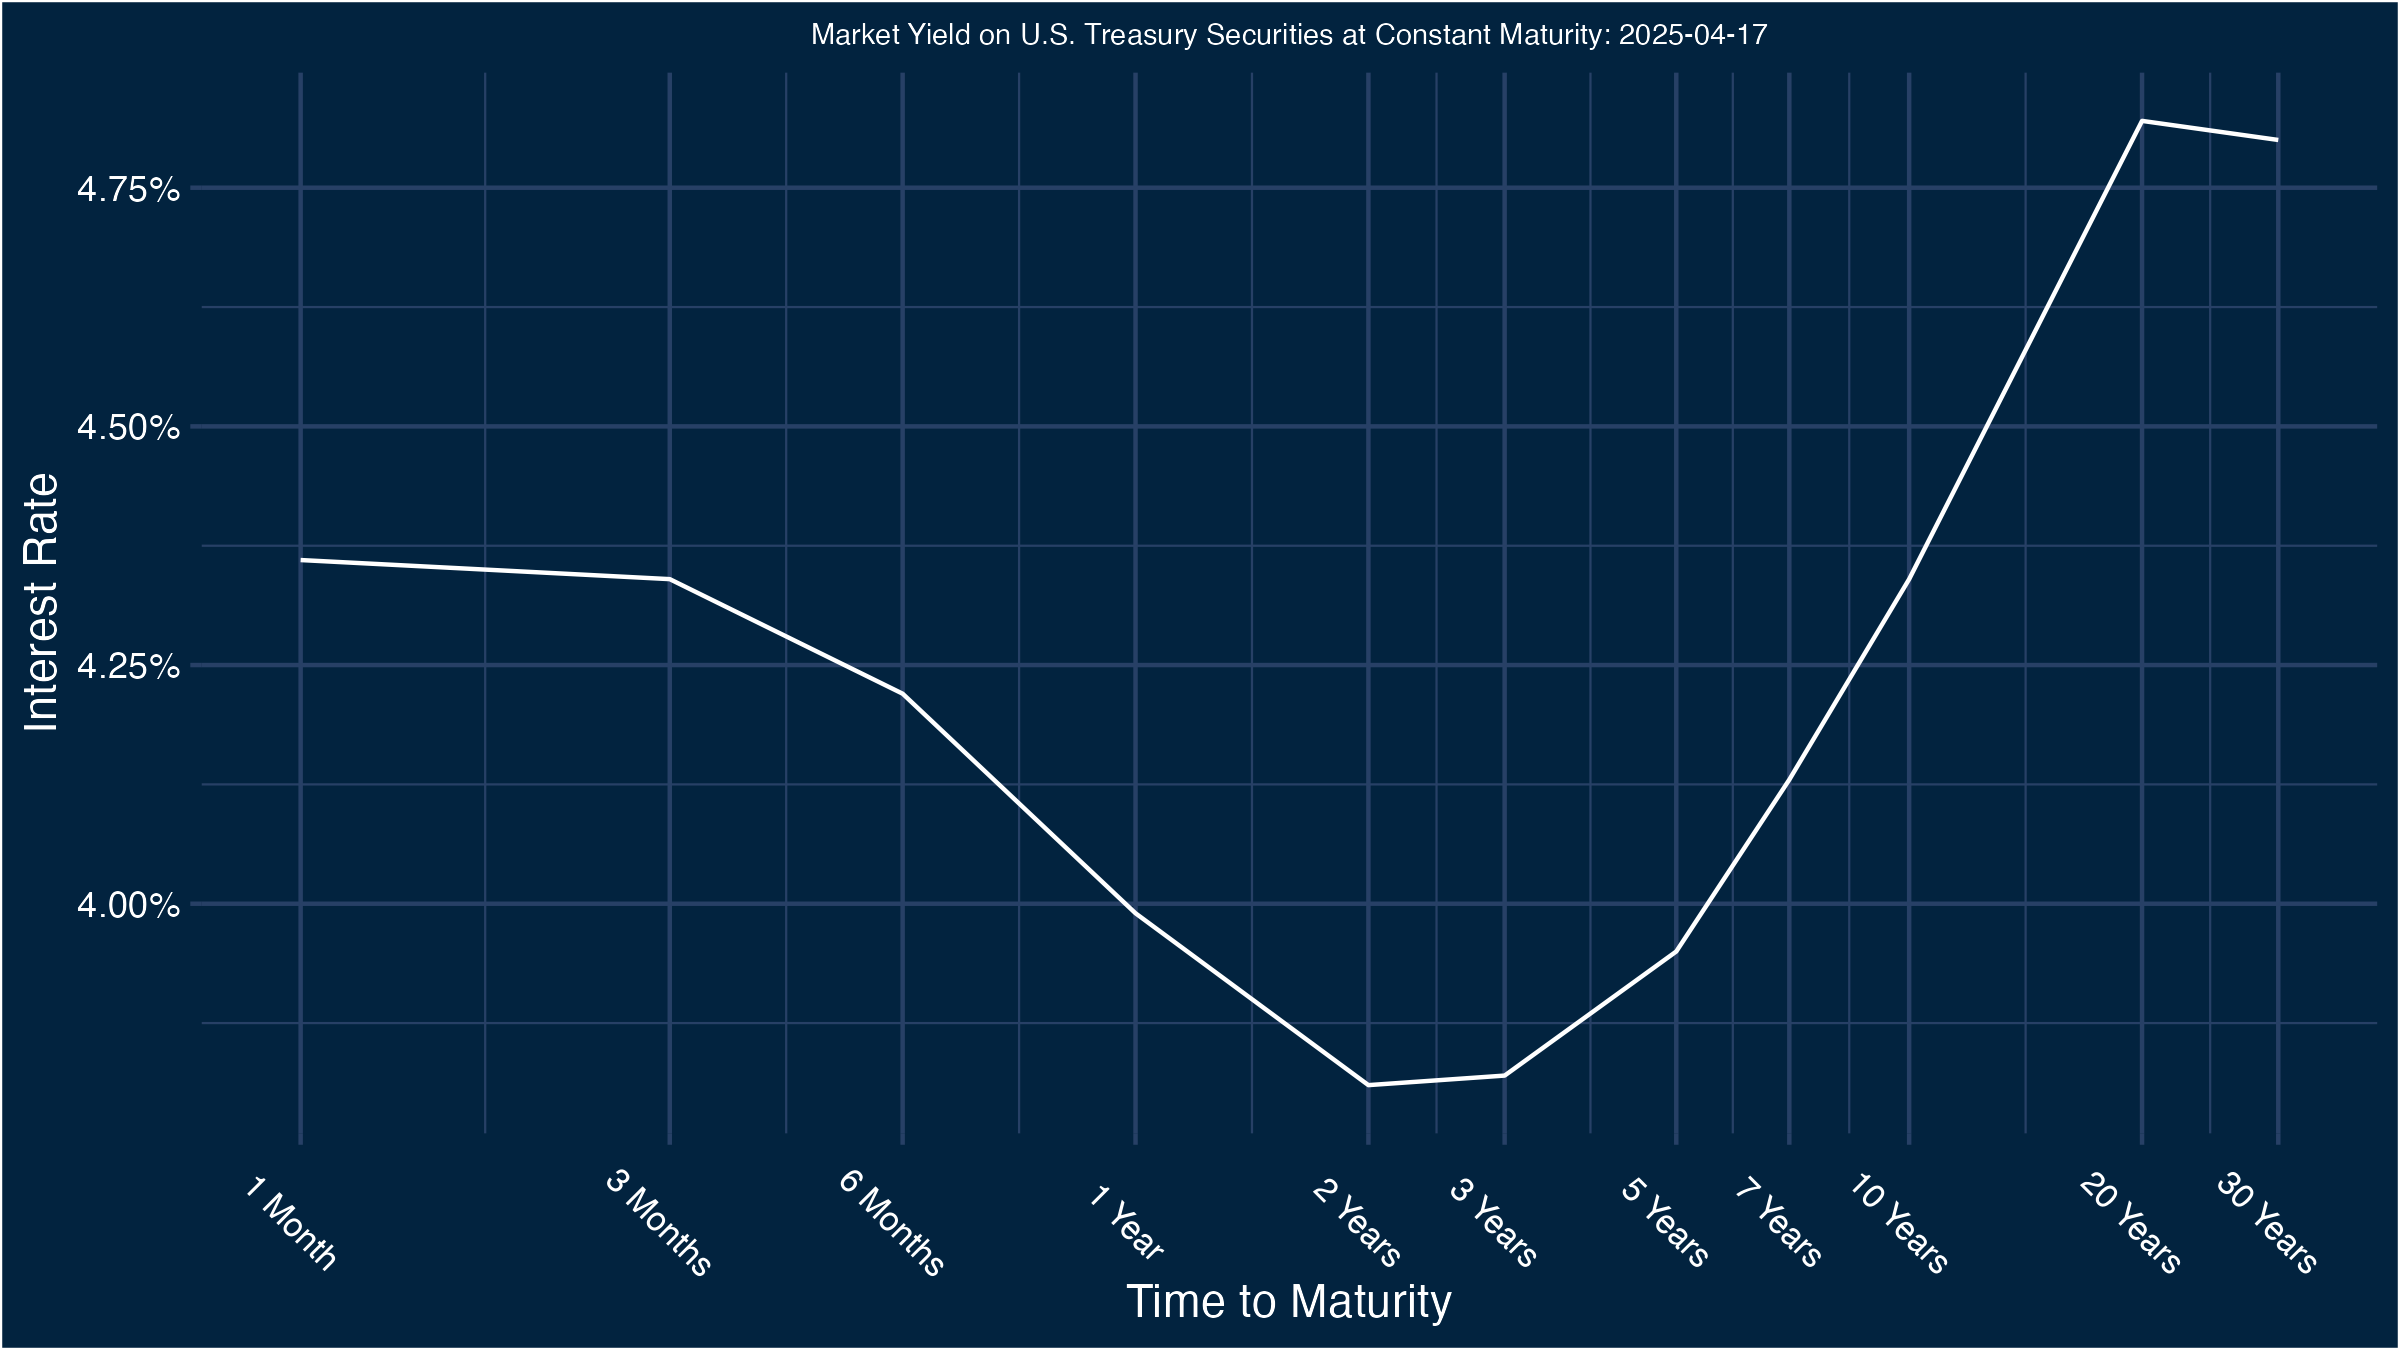 Market Yield on U.S. Treasury Securities at Constant Maturity: 2025-04-17
4.75%
4.50%
4.25%
4.00%
Interest Rate
1 Month
3 Months
6 Months
1 Year
2 Years
3 Years
5 Years
7 Years
10 Years
20 Years
30 Years
Time to Maturity